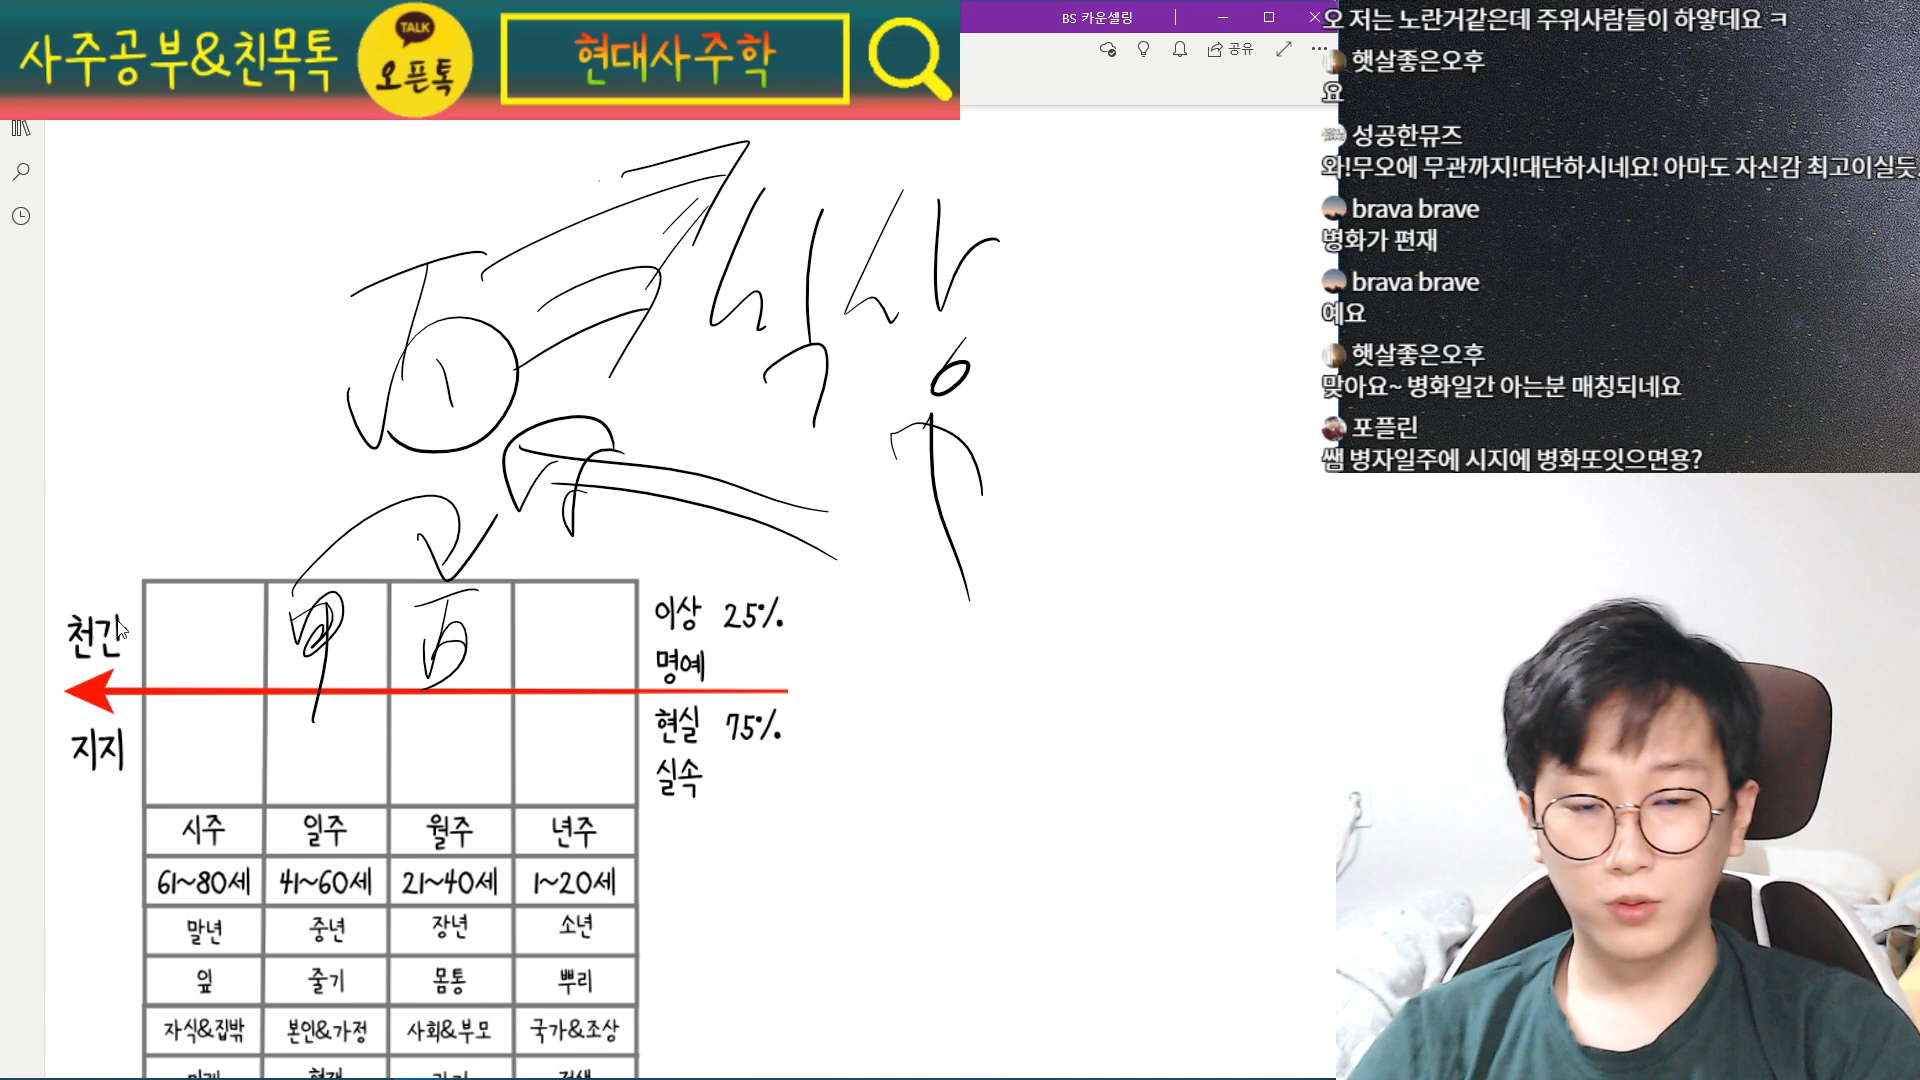 사주공부&친목톡
TALK
오픈톡
현대사주학
BS 카운셀링
공유
오 저는 노란거같은데 주위사람들이 하얗데요 ㅋ
햇살좋은오후
요
성공한뮤즈
와!무오에 무관까지!대단하시네요! 아마도 자신감 최고이실듯
brava brave
병화가 편재
brava brave
예요
햇살좋은오후
맞아요~ 병화일간 아는분 매칭되네요
포플린
쌤 병자일주에 시지에 병화또잇으면용?
식상
천간
甲
이상 25%
명예
지지
현실 75%
실속
시주 일주 월주 년주
61~80세 41~60세 21~40세 1~20세
말년 중년 장년 소년
잎 줄기 몸통 뿌리
자식&집밖 본인&가정 사회&부모 국가&조상